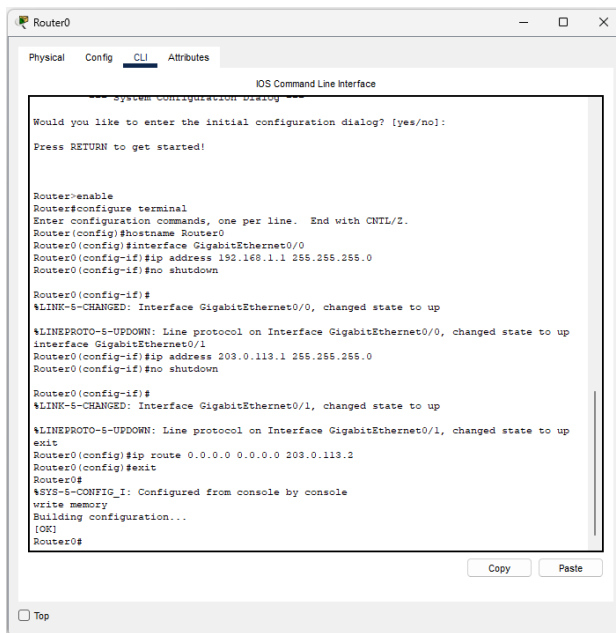 Router0
Physical Config CLI Attributes
IOS Command Line Interface
--- System Configuration Dialog ---
Would you like to enter the initial configuration dialog? [yes/no]:
Press RETURN to get started!
Router>enable
Router#configure terminal
Enter configuration commands, one per line.  End with CNTL/Z.
Router(config)#hostname Router0
Router0(config)#interface GigabitEthernet0/0
Router0(config-if)#ip address 192.168.1.1 255.255.255.0
Router0(config-if)#no shutdown
Router0(config-if)#
%LINK-5-CHANGED: Interface GigabitEthernet0/0, changed state to up
%LINEPROTO-5-UPDOWN: Line protocol on Interface GigabitEthernet0/0, changed state to up
interface GigabitEthernet0/1
Router0(config-if)#ip address 203.0.113.1 255.255.255.0
Router0(config-if)#no shutdown
Router0(config-if)#
%LINK-5-CHANGED: Interface GigabitEthernet0/1, changed state to up
%LINEPROTO-5-UPDOWN: Line protocol on Interface GigabitEthernet0/1, changed state to up
exit
Router0(config)#ip route 0.0.0.0 0.0.0.0 203.0.113.2
Router0(config)#exit
Router0#
%SYS-5-CONFIG_I: Configured from console by console
write memory
Building configuration...
[OK]
Router0#
Copy Paste
Top